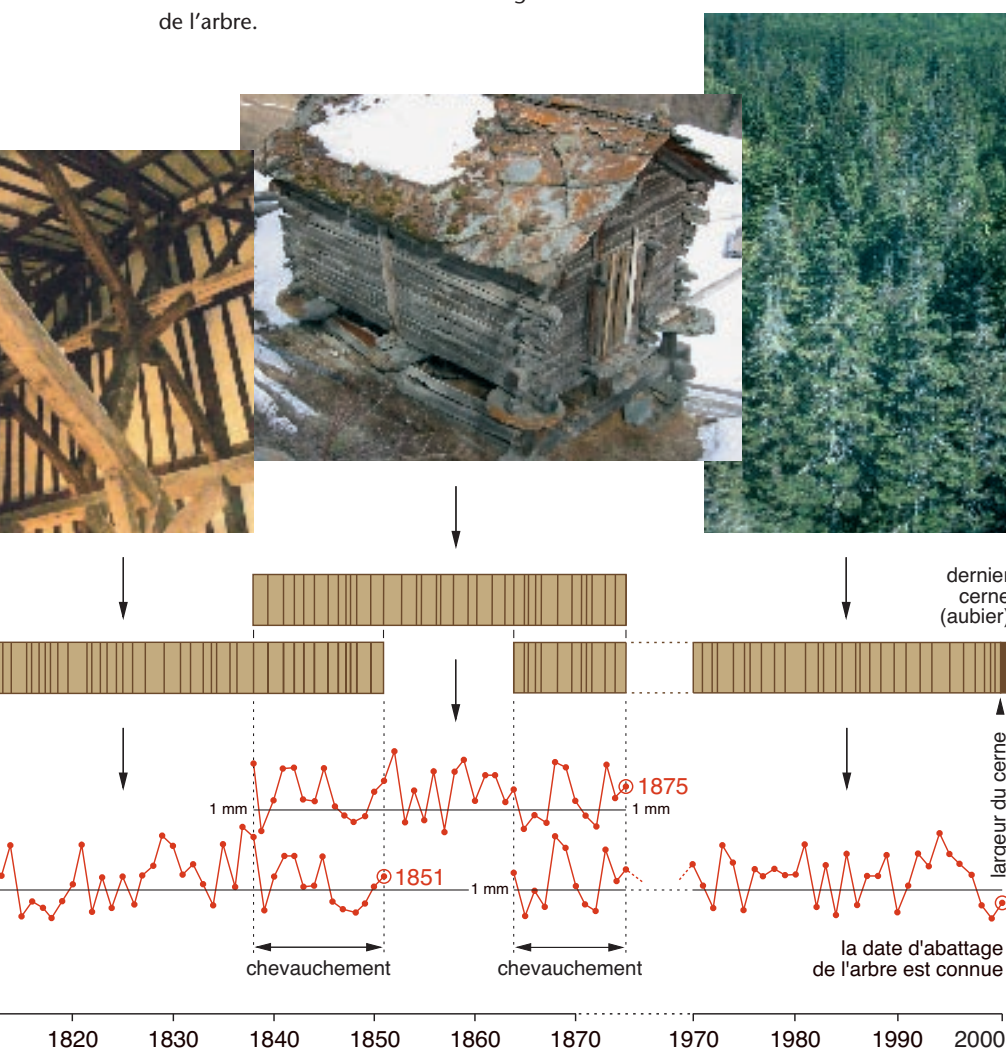 de l'arbre.
dernier
cerne
(aubier)
largeur du cerne
1875
1 mm
1 mm
1851
1 mm
chevauchement
chevauchement
la date d'abattage
de l'arbre est connue
1820 1830 1840 1850 1860 1870 1970 1980 1990 2000